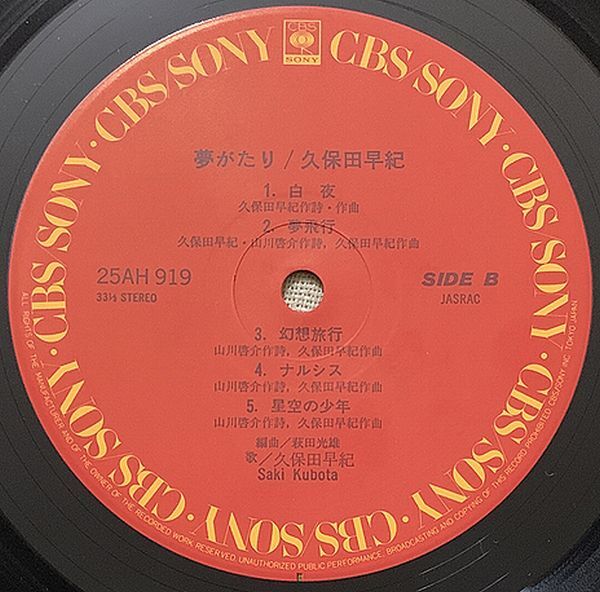 CBS/SONY · CBS/SONY · CBS/SONY · CBS/SONY · CBS/SONY · CBS/SONY · CBS/SONY · CBS/SONY
CBS
SONY
夢がたり / 久保田早紀
1. 白夜
久保田早紀作詩・作曲
2. 夢飛行
久保田早紀・山川啓介作詩, 久保田早紀作曲
25AH 919
33⅓ STEREO
SIDE B
JASRAC
3. 幻想旅行
山川啓介作詩, 久保田早紀作曲
4. ナルシス
山川啓介作詩, 久保田早紀作曲
5. 星空の少年
山川啓介作詩, 久保田早紀作曲
編曲／萩田光雄
歌／久保田早紀
Saki Kubota
ALL RIGHTS OF THE MANUFACTURER AND OF THE OWNER OF THE RECORDED WORK RESERVED. UNAUTHORIZED PUBLIC PERFORMANCE, BROADCASTING AND COPYING OF THIS RECORD PROHIBITED CBS/SONY INC. TOKYO JAPAN